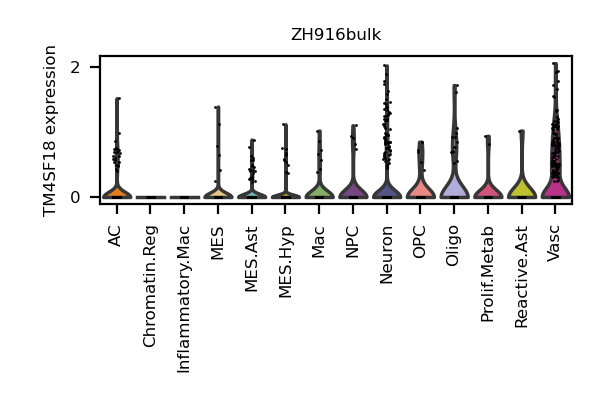 ZH916bulk
TM4SF18 expression
2
0
AC
Chromatin.Reg
Inflammatory.Mac
MES
MES.Ast
MES.Hyp
Mac
NPC
Neuron
OPC
Oligo
Prolif.Metab
Reactive.Ast
Vasc